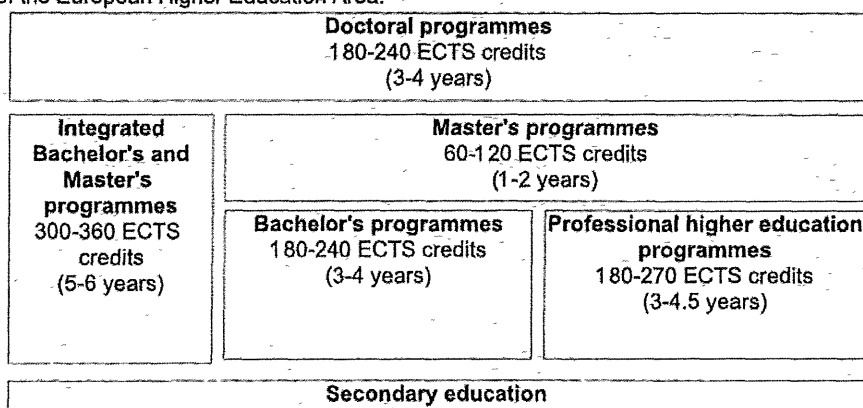 European Higher Education Area.
Doctoral programmes
180-240 ECTS credits
(3-4 years)
Integrated
Bachelor's and
Master's
programmes
300-360 ECTS
credits
(5-6 years)
Master's programmes
60-120 ECTS credits
(1-2 years)
Bachelor's programmes
180-240 ECTS credits
(3-4 years)
Professional higher education
programmes
180-270 ECTS credits
(3-4.5 years)
Secondary education